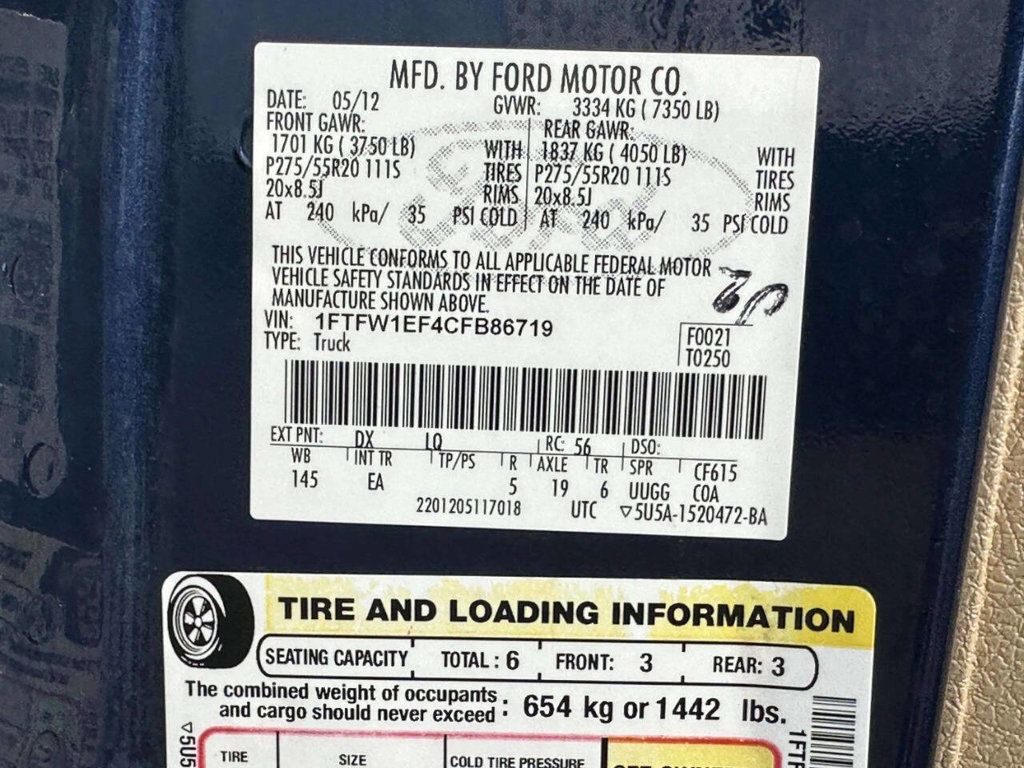 MFD. BY FORD MOTOR CO.
DATE: 05/12 GVWR: 3334 KG ( 7350 LB)
FRONT GAWR: REAR GAWR:
1701 KG ( 3750 LB) WITH 1837 KG ( 4050 LB) WITH
P275/55R20 111S TIRES P275/55R20 111S TIRES
20x8.5J RIMS 20x8.5J RIMS
AT 240 kPa/ 35 PSI COLD AT 240 kPa/ 35 PSI COLD
THIS VEHICLE CONFORMS TO ALL APPLICABLE FEDERAL MOTOR
VEHICLE SAFETY STANDARDS IN EFFECT ON THE DATE OF
MANUFACTURE SHOWN ABOVE.
VIN: 1FTFW1EF4CFB86719
TYPE: Truck
F0021
T0250
EXT PNT: DX LQ RC: 56 DSO:
WB INT TR TP/PS R AXLE TR SPR CF615
145 EA 5 19 6 UUGG COA
2201205117018 UTC ▽5U5A-1520472-BA
TIRE AND LOADING INFORMATION
SEATING CAPACITY TOTAL : 6 FRONT: 3 REAR: 3
The combined weight of occupants
and cargo should never exceed : 654 kg or 1442 lbs.
TIRE SIZE COLD TIRE PRESSURE
▽5U5
1FTF